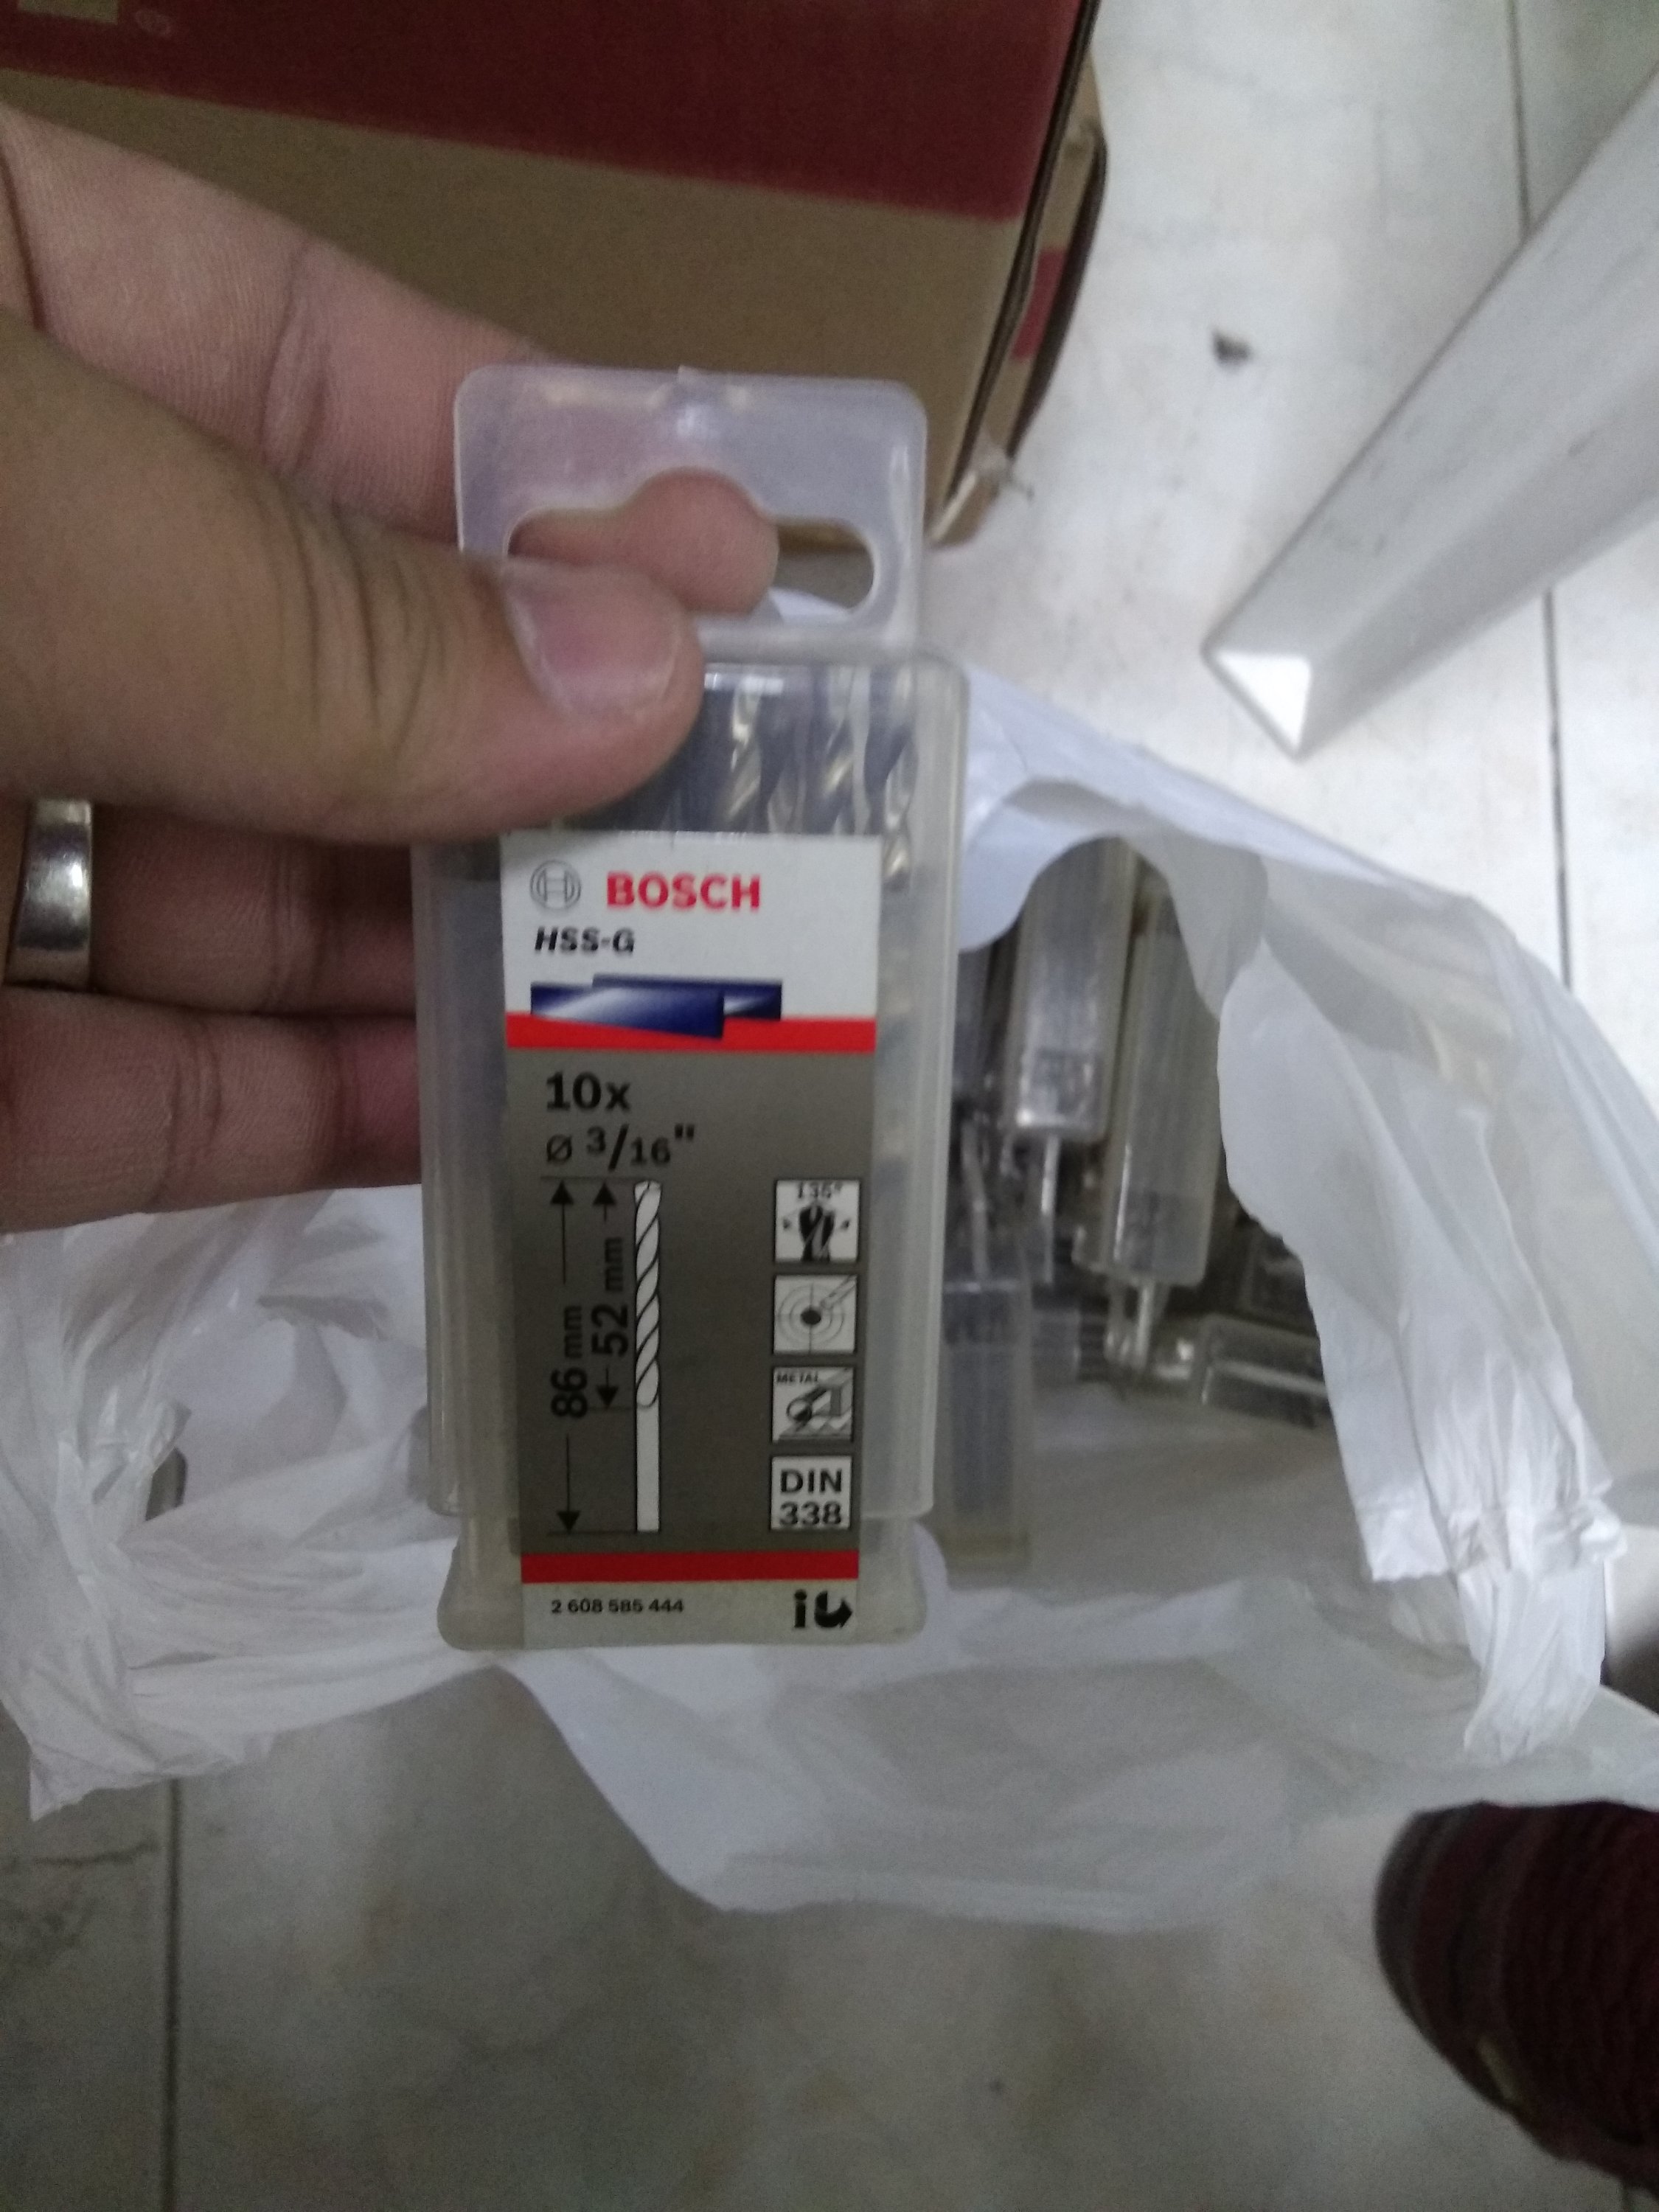 BOSCH
HSS-G
10x
Ø 3/16"
86 mm
52 mm
135°
METAL
DIN
338
2 608 585 444